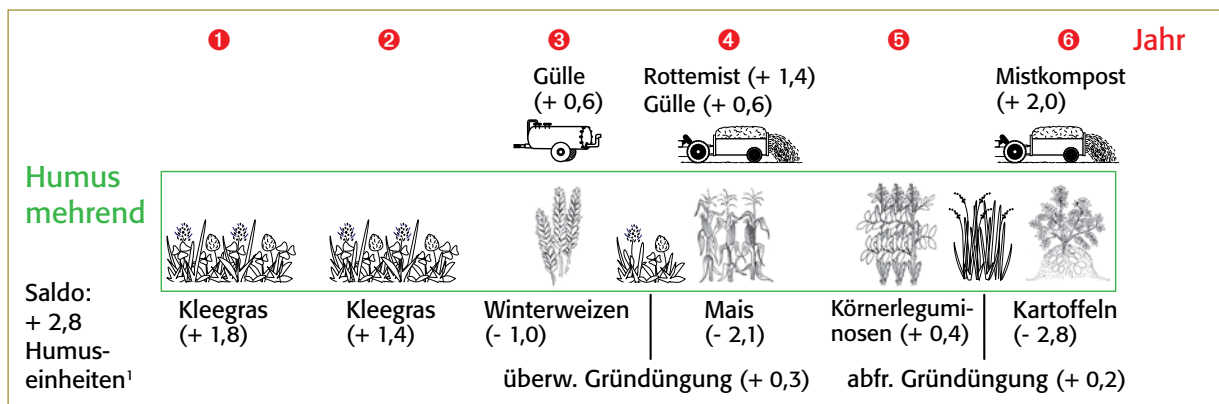 ❶ ❷ ❸ ❹ ❺ ❻ Jahr
Gülle
(+ 0,6)
Rottemist (+ 1,4)
Gülle (+ 0,6)
Mistkompost
(+ 2,0)
Humus
mehrend
Saldo:
+ 2,8
Humus-
einheiten¹
Kleegras
(+ 1,8)
Kleegras
(+ 1,4)
Winterweizen
(- 1,0)
Mais
(- 2,1)
Körnerlegumi-
nosen (+ 0,4)
Kartoffeln
(- 2,8)
überw. Gründüngung (+ 0,3)
abfr. Gründüngung (+ 0,2)